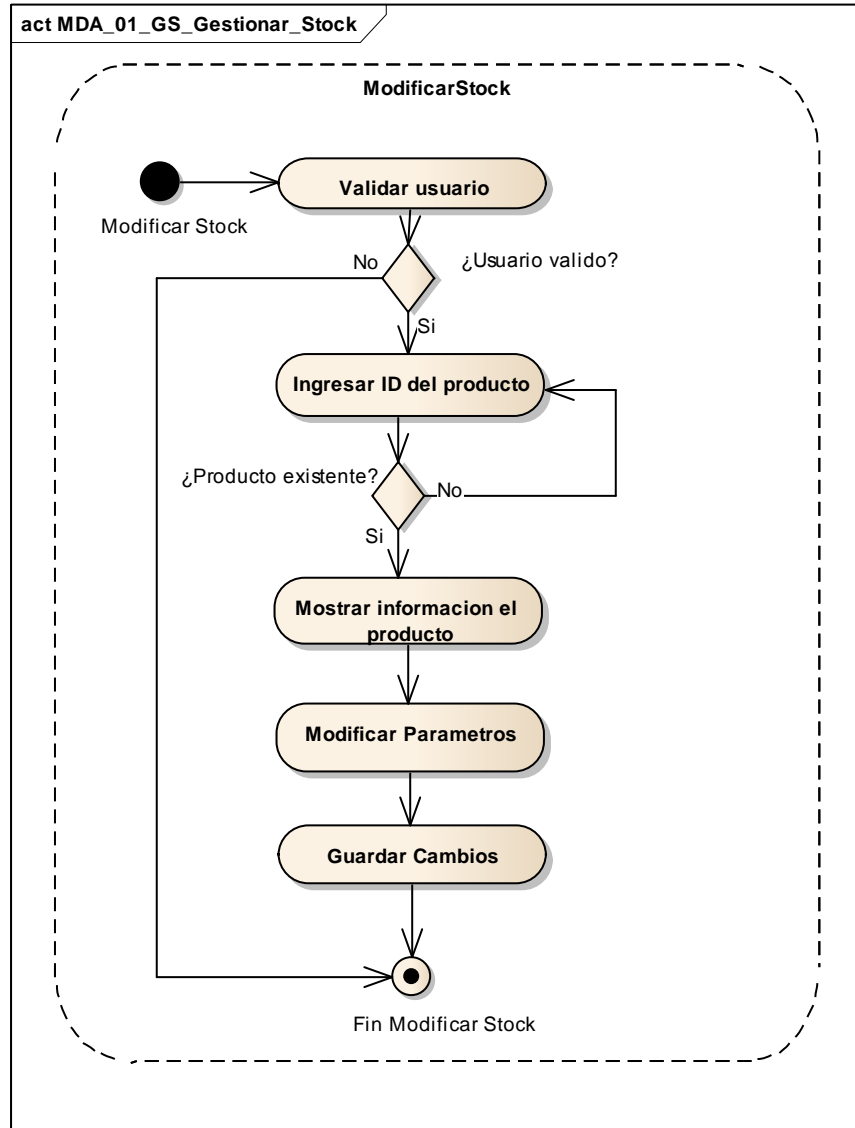 act MDA_01_GS_Gestionar_Stock
ModificarStock
Validar usuario
Modificar Stock
No
¿Usuario valido?
Si
Ingresar ID del producto
¿Producto existente?
No
Si
Mostrar informacion el
producto
Modificar Parametros
Guardar Cambios
Fin Modificar Stock